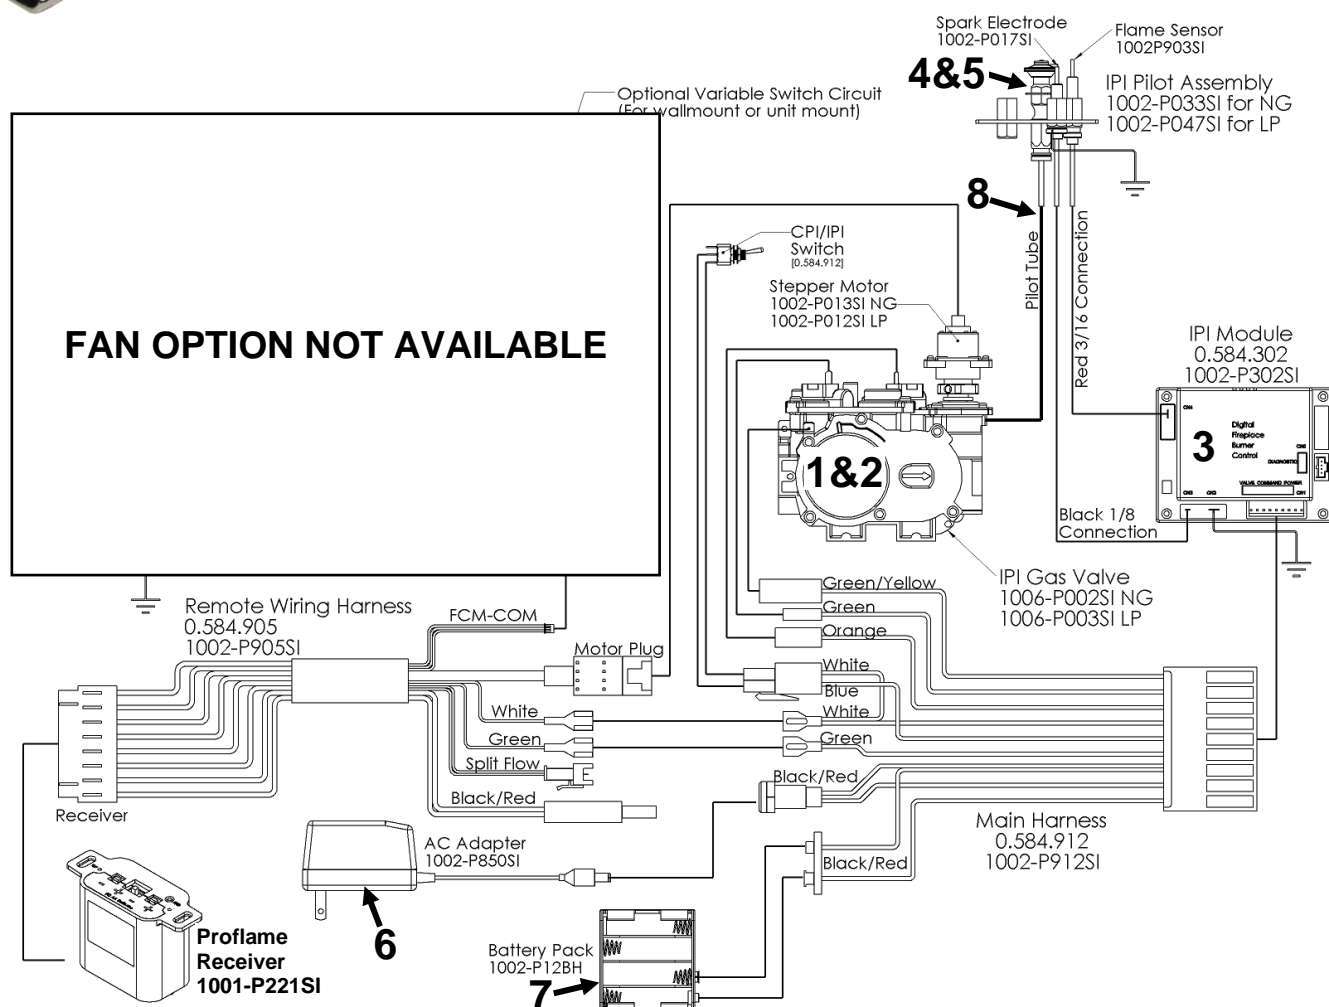 Spark Electrode
1002-P017SI
Flame Sensor
1002P903SI
4&5
IPI Pilot Assembly
1002-P033SI for NG
1002-P047SI for LP
Optional Variable Switch Circuit
(For wallmount or unit mount)
FAN OPTION NOT AVAILABLE
8
Pilot Tube
Red 3/16 Connection
CPI/IPI
Switch
[0.584.912]
Stepper Motor
1002-P013SI NG
1002-P012SI LP
IPI Module
0.584.302
1002-P302SI
1&2
3
Digital
Fireplace
Burner
Control
DIAGNOSTIC
VALVE COMMAND POWER
CN1
Black 1/8
Connection
IPI Gas Valve
1006-P002SI NG
1006-P003SI LP
Green/Yellow
Green
Orange
White
Blue
White
Green
Black/Red
Black/Red
Remote Wiring Harness
0.584.905
1002-P905SI
FCM-COM
Motor Plug
White
Green
Split Flow
Black/Red
Receiver
Main Harness
0.584.912
1002-P912SI
AC Adapter
1002-P850SI
6
Proflame
Receiver
1001-P221SI
Battery Pack
1002-P12BH
7